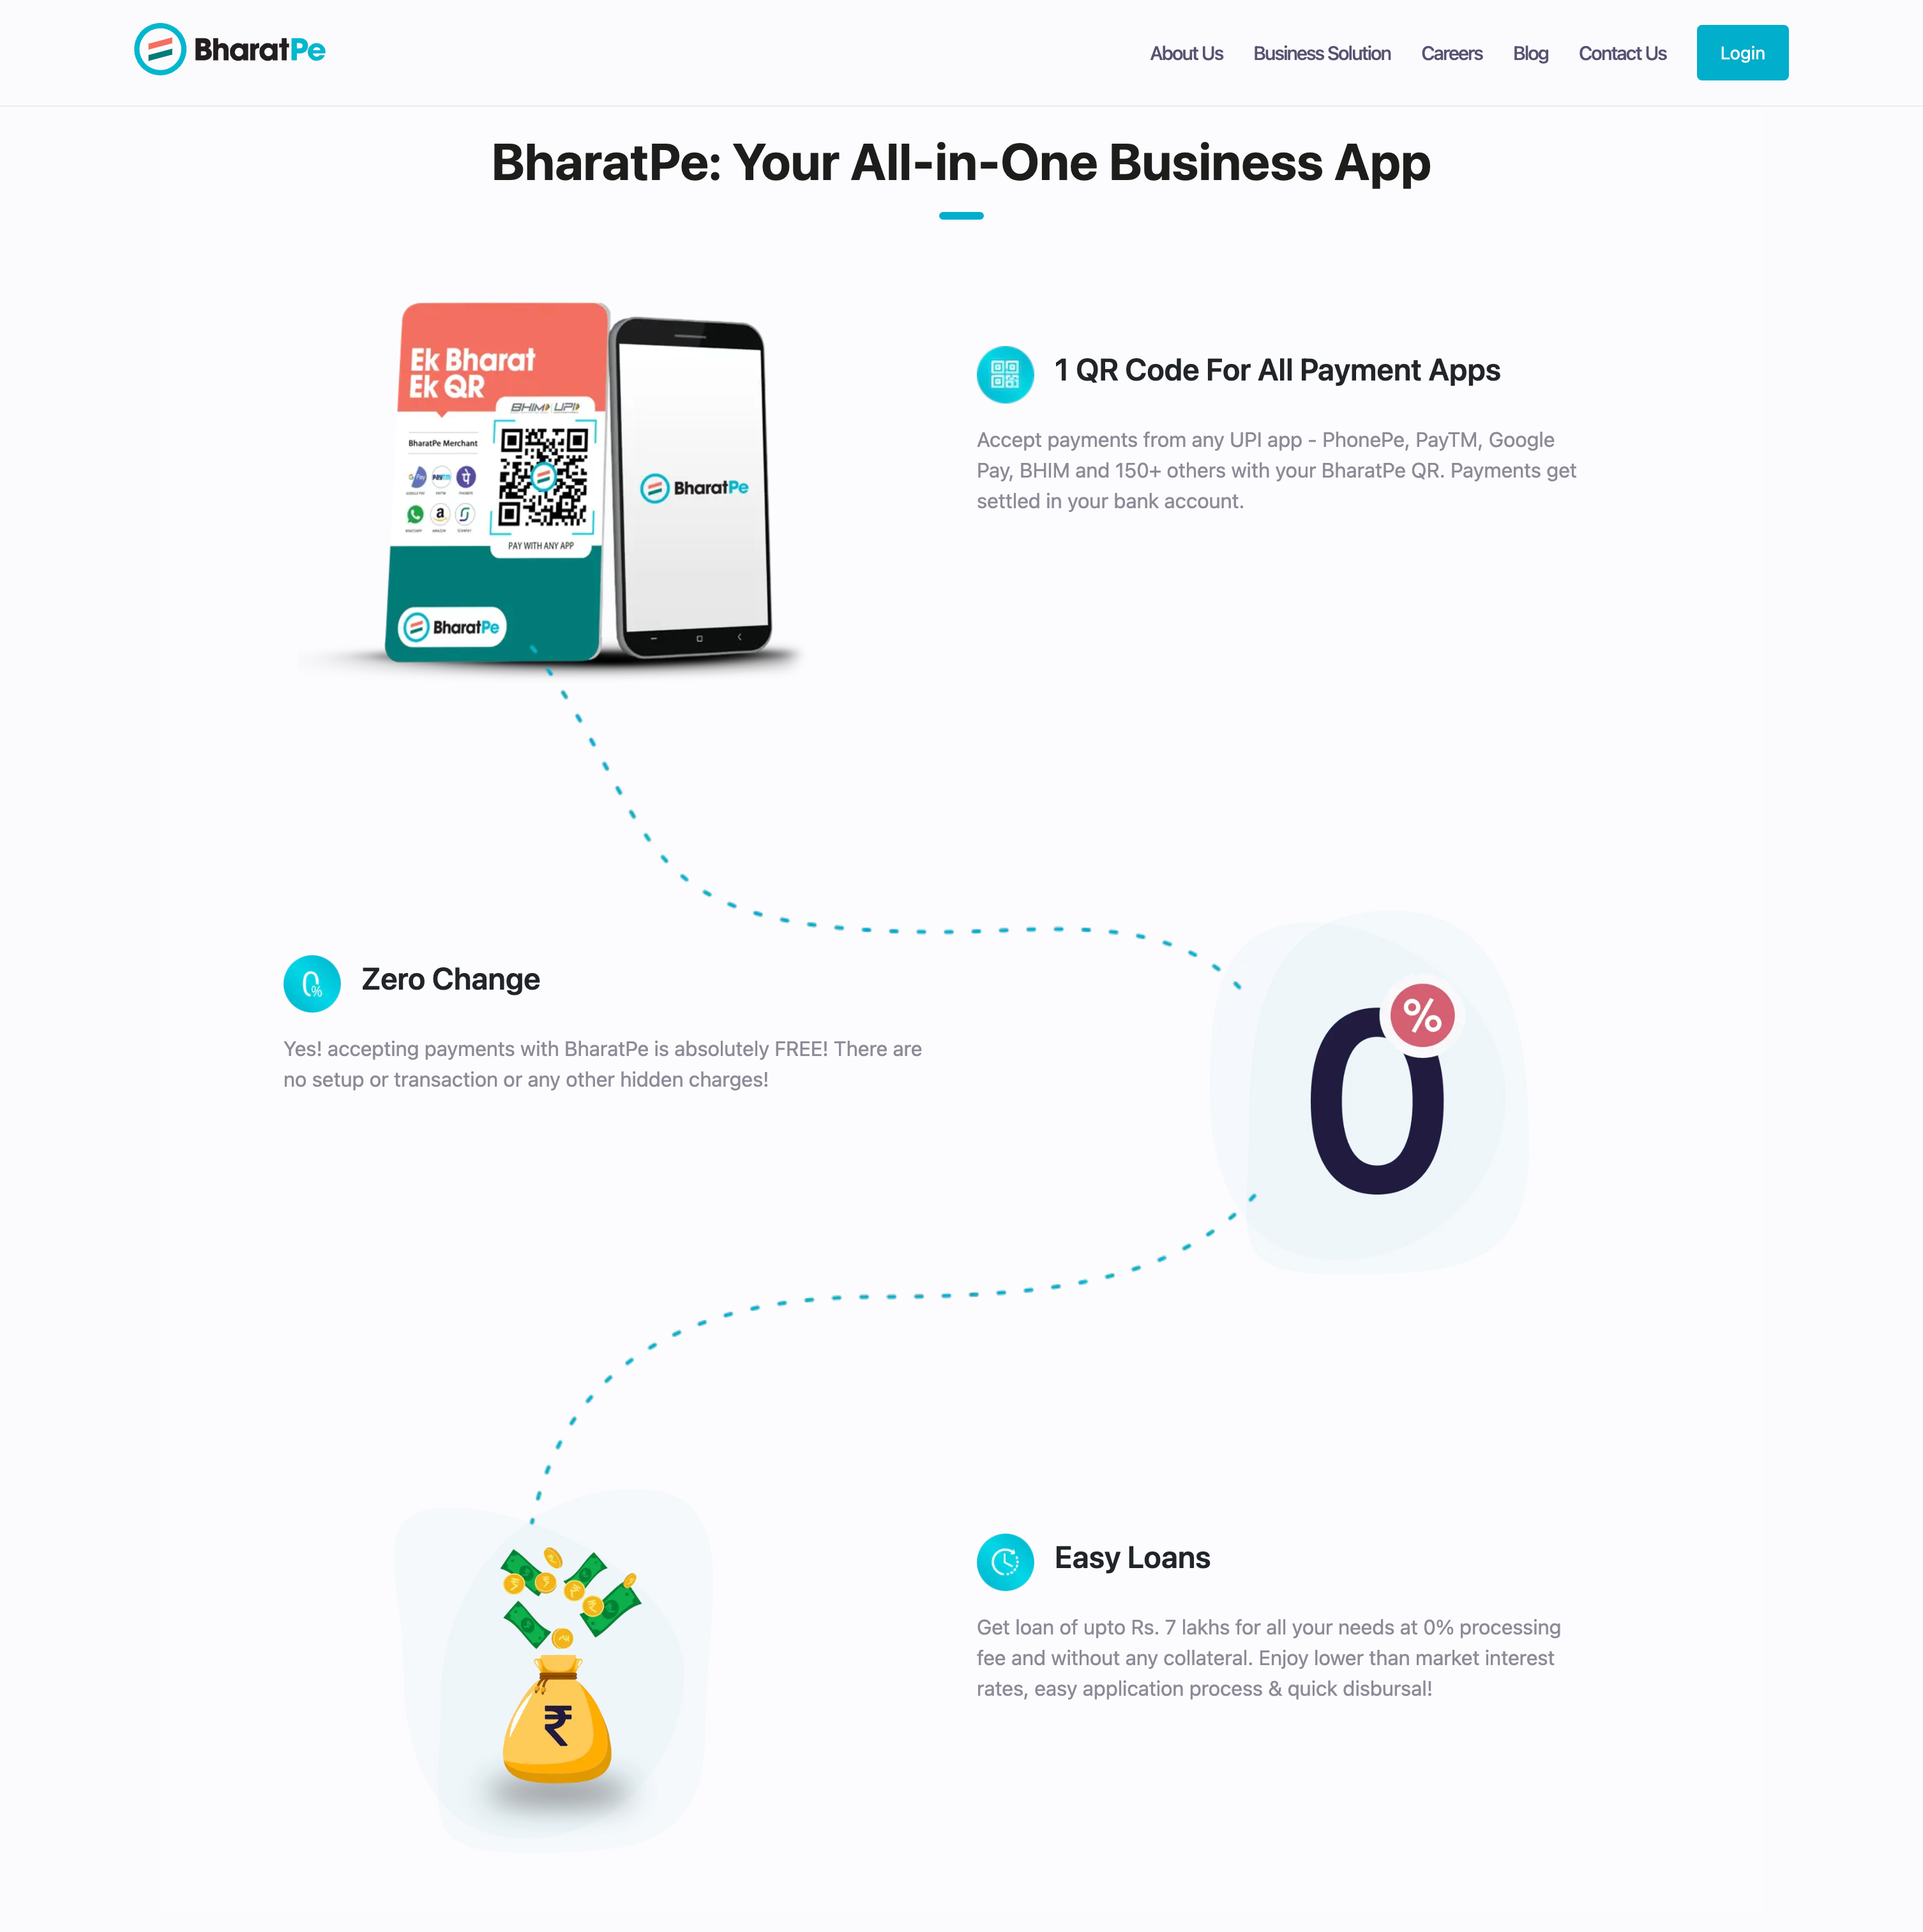 BharatPe
About Us
Business Solution
Careers
Blog
Contact Us
Login
BharatPe: Your All-in-One Business App
Ek Bharat
Ek QR
BHIM UPI
BharatPe Merchant
PAY WITH ANY APP
BharatPe
BharatPe
1 QR Code For All Payment Apps
Accept payments from any UPI app - PhonePe, PayTM, Google
Pay, BHIM and 150+ others with your BharatPe QR. Payments get
settled in your bank account.
0%
Zero Change
Yes! accepting payments with BharatPe is absolutely FREE! There are
no setup or transaction or any other hidden charges!
0%
₹
Easy Loans
Get loan of upto Rs. 7 lakhs for all your needs at 0% processing
fee and without any collateral. Enjoy lower than market interest
rates, easy application process & quick disbursal!